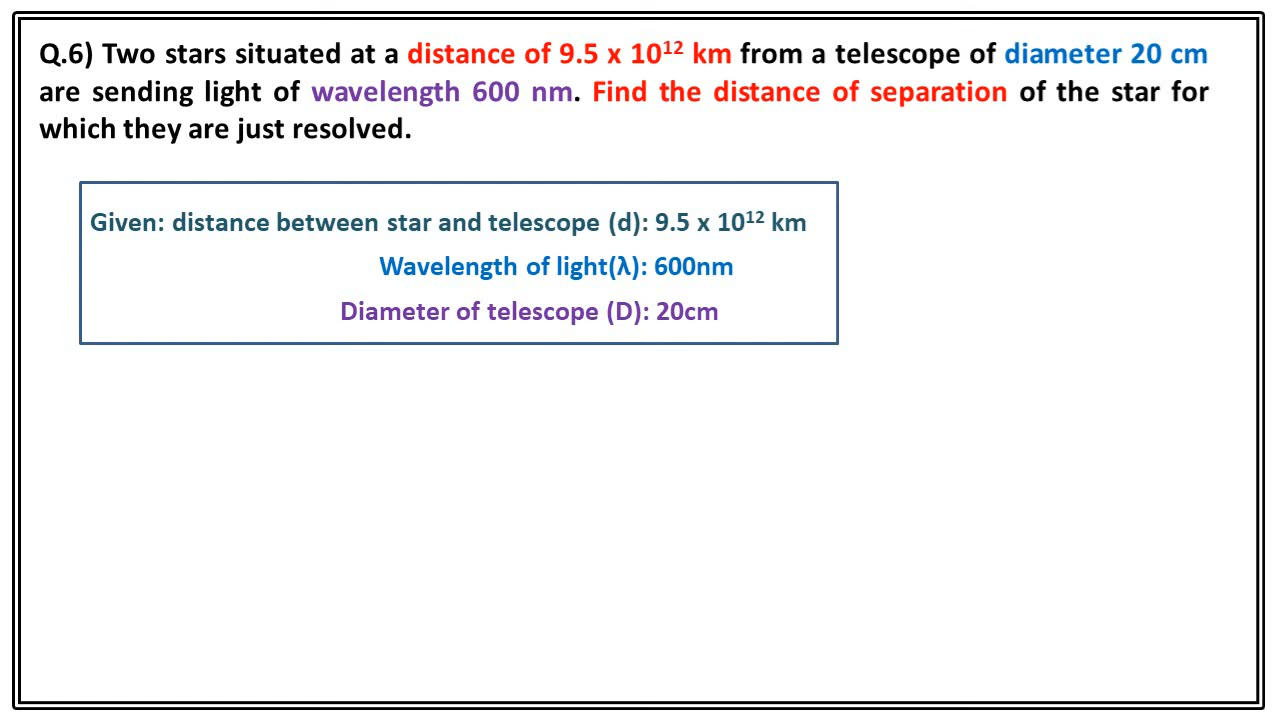 Q.6) Two stars situated at a distance of 9.5 x 10¹² km from a telescope of diameter 20 cm
are sending light of wavelength 600 nm. Find the distance of separation of the star for
which they are just resolved.
Given: distance between star and telescope (d): 9.5 x 10¹² km
Wavelength of light(λ): 600nm
Diameter of telescope (D): 20cm